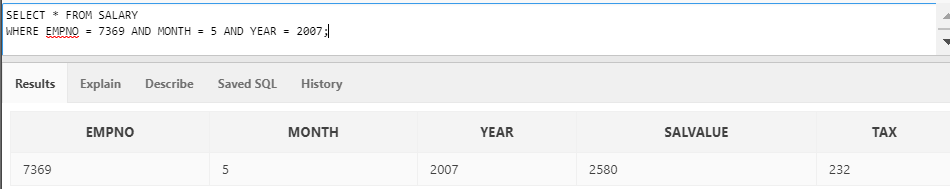 SELECT * FROM SALARY
WHERE EMPNO = 7369 AND MONTH = 5 AND YEAR = 2007;
Results Explain Describe Saved SQL History
EMPNO MONTH YEAR SALVALUE TAX
7369 5 2007 2580 232